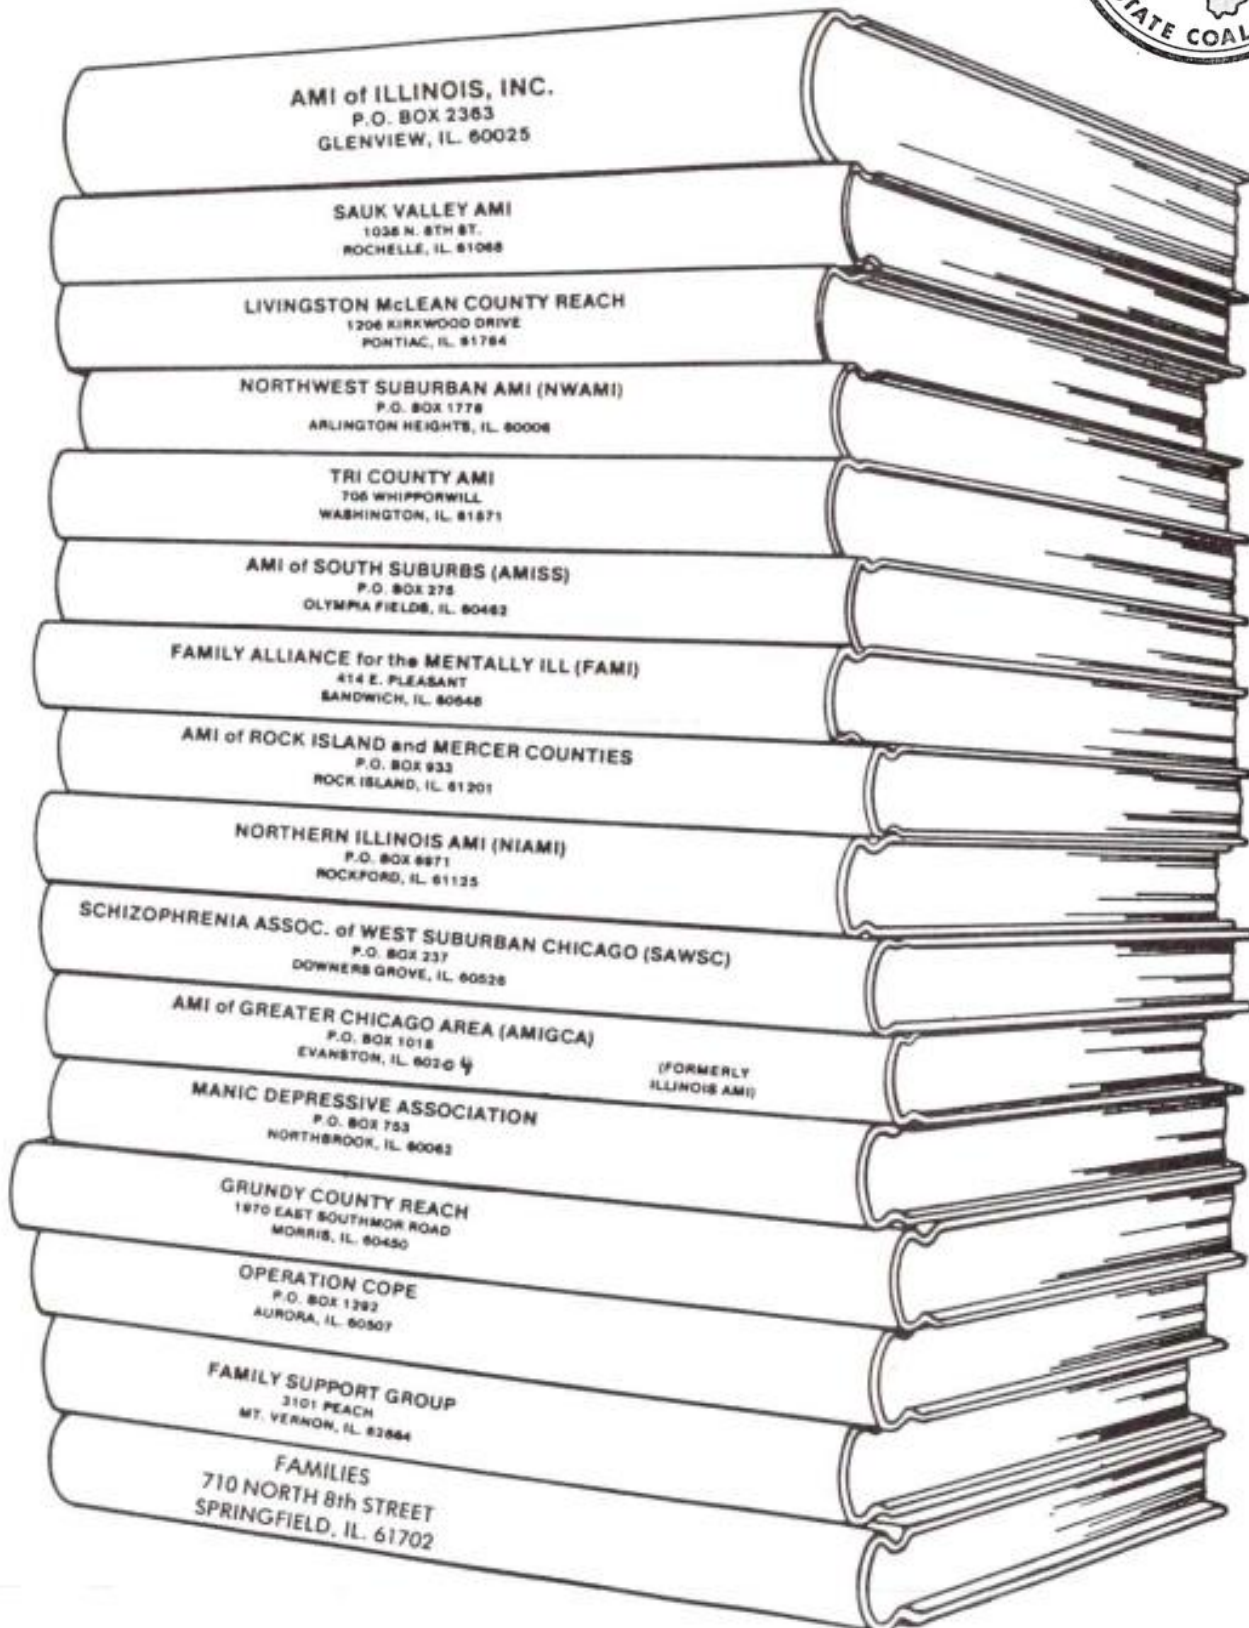 STATE COAL
AMI of ILLINOIS, INC.
P.O. BOX 2363
GLENVIEW, IL. 60025
SAUK VALLEY AMI
1038 N. 8TH ST.
ROCHELLE, IL. 61068
LIVINGSTON McLEAN COUNTY REACH
1206 KIRKWOOD DRIVE
PONTIAC, IL. 61764
NORTHWEST SUBURBAN AMI (NWAMI)
P.O. BOX 1778
ARLINGTON HEIGHTS, IL. 60006
TRI COUNTY AMI
706 WHIPPORWILL
WASHINGTON, IL. 61571
AMI of SOUTH SUBURBS (AMISS)
P.O. BOX 275
OLYMPIA FIELDS, IL. 60462
FAMILY ALLIANCE for the MENTALLY ILL (FAMI)
414 E. PLEASANT
SANDWICH, IL. 60548
AMI of ROCK ISLAND and MERCER COUNTIES
P.O. BOX 933
ROCK ISLAND, IL. 61201
NORTHERN ILLINOIS AMI (NIAMI)
P.O. BOX 6971
ROCKFORD, IL. 61125
SCHIZOPHRENIA ASSOC. of WEST SUBURBAN CHICAGO (SAWSC)
P.O. BOX 237
DOWNERS GROVE, IL. 60526
AMI of GREATER CHICAGO AREA (AMIGCA)
P.O. BOX 1018
EVANSTON, IL. 60204
(FORMERLY
ILLINOIS AMI)
MANIC DEPRESSIVE ASSOCIATION
P.O. BOX 753
NORTHBROOK, IL. 60062
GRUNDY COUNTY REACH
1970 EAST SOUTHMOR ROAD
MORRIS, IL. 60450
OPERATION COPE
P.O. BOX 1292
AURORA, IL. 60507
FAMILY SUPPORT GROUP
3101 PEACH
MT. VERNON, IL. 62864
FAMILIES
710 NORTH 8th STREET
SPRINGFIELD, IL. 61702